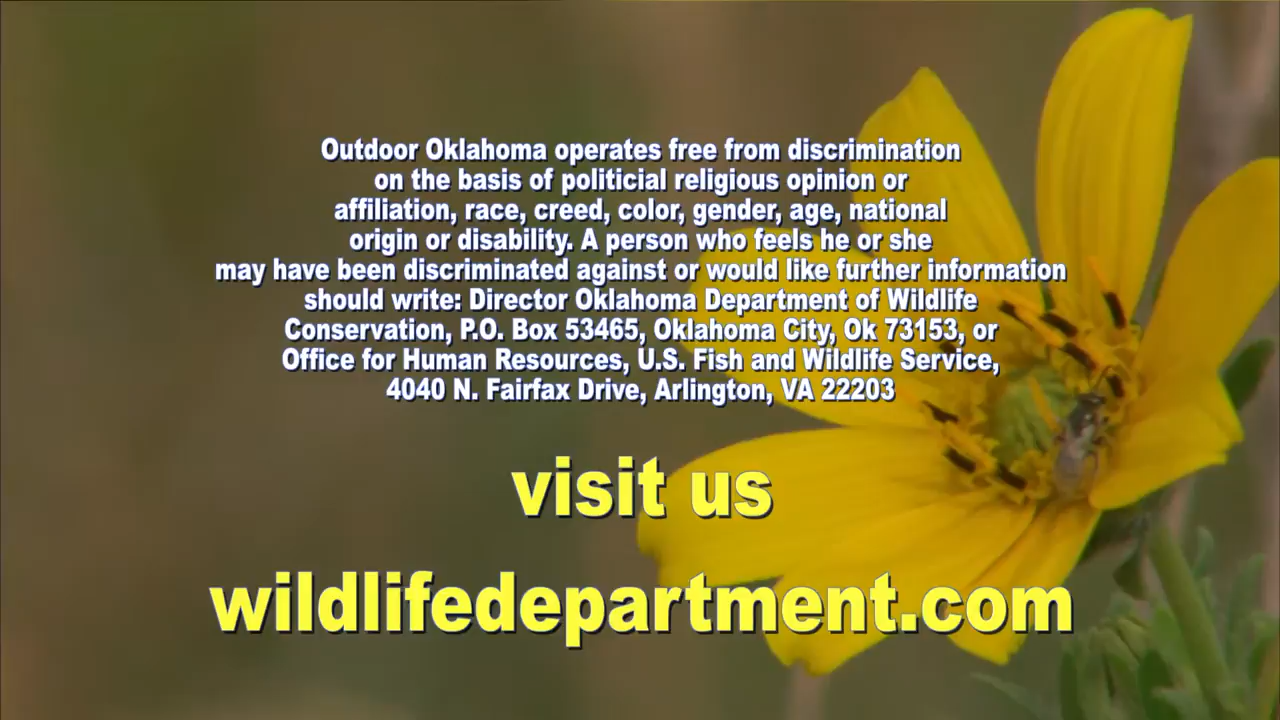 Outdoor Oklahoma operates free from discrimination
on the basis of politicial religious opinion or
affiliation, race, creed, color, gender, age, national
origin or disability. A person who feels he or she
may have been discriminated against or would like further information
should write: Director Oklahoma Department of Wildlife
Conservation, P.O. Box 53465, Oklahoma City, Ok 73153, or
Office for Human Resources, U.S. Fish and Wildlife Service,
4040 N. Fairfax Drive, Arlington, VA 22203
visit us
wildlifedepartment.com